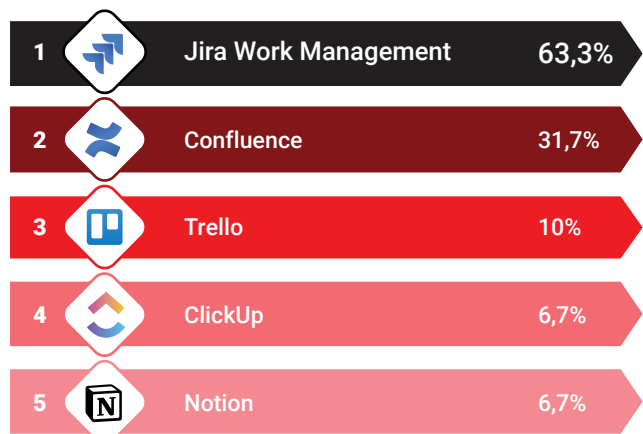 1 Jira Work Management 63,3%
2 Confluence 31,7%
3 Trello 10%
4 ClickUp 6,7%
5 N Notion 6,7%